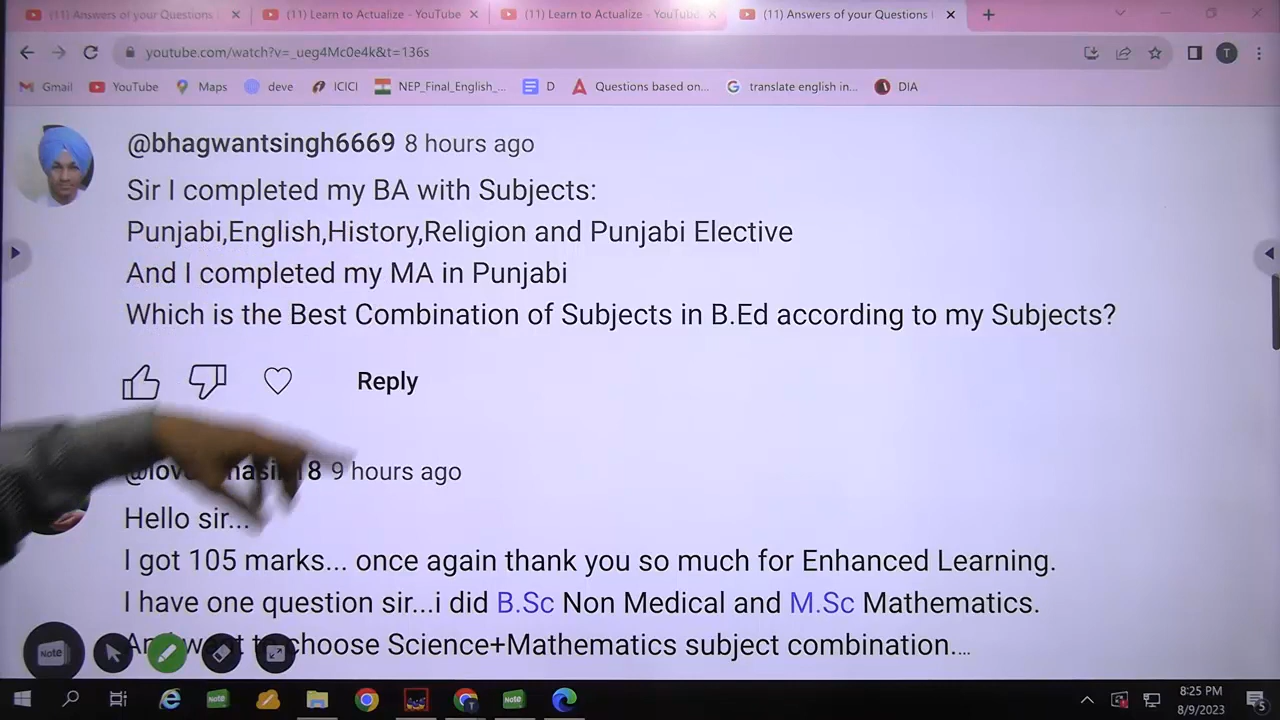 (11) Answers of your Questions
(11) Learn to Actualize - YouTube
(11) Learn to Actualize - YouTube
(11) Answers of your Questions
youtube.com/watch?v=_ueg4Mc0e4k&t=136s
T
Gmail
YouTube
Maps
deve
ICICI
NEP_Final_English_...
D
Questions based on...
translate english in...
DIA
@bhagwantsingh6669 8 hours ago
Sir I completed my BA with Subjects:
Punjabi,English,History,Religion and Punjabi Elective
And I completed my MA in Punjabi
Which is the Best Combination of Subjects in B.Ed according to my Subjects?
Reply
9 hours ago
Hello sir...
I got 105 marks... once again thank you so much for Enhanced Learning.
I have one question sir...i did B.Sc Non Medical and M.Sc Mathematics.
choose Science+Mathematics subject combination....
Note
Note
Note
8:25 PM
8/9/2023
5